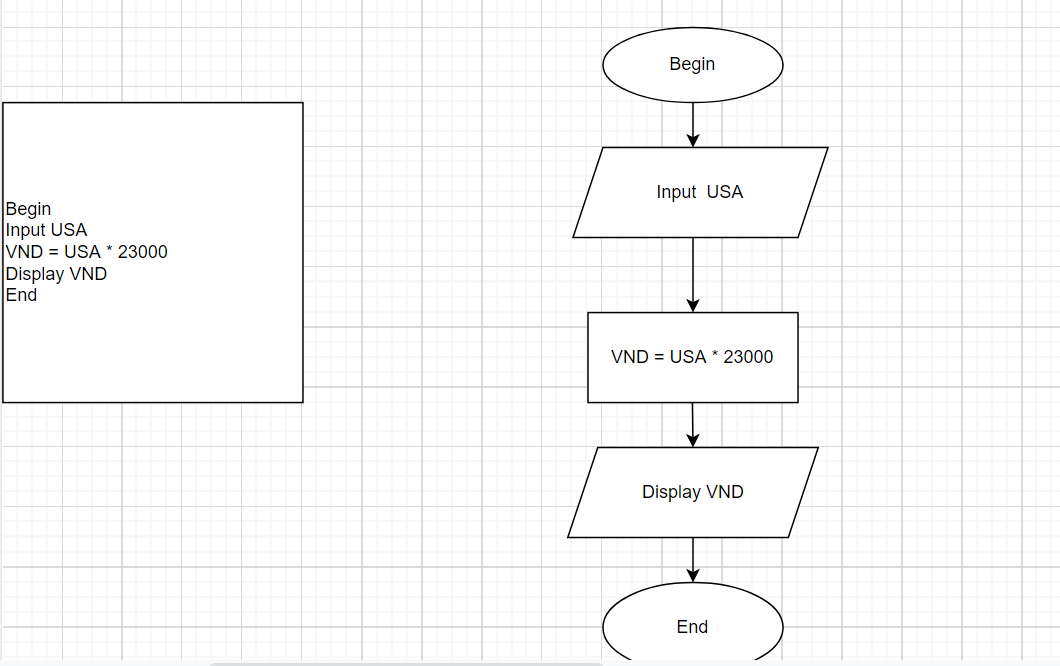 Begin
Input USA
VND = USA * 23000
Display VND
End
Begin
Input  USA
VND = USA * 23000
Display VND
End